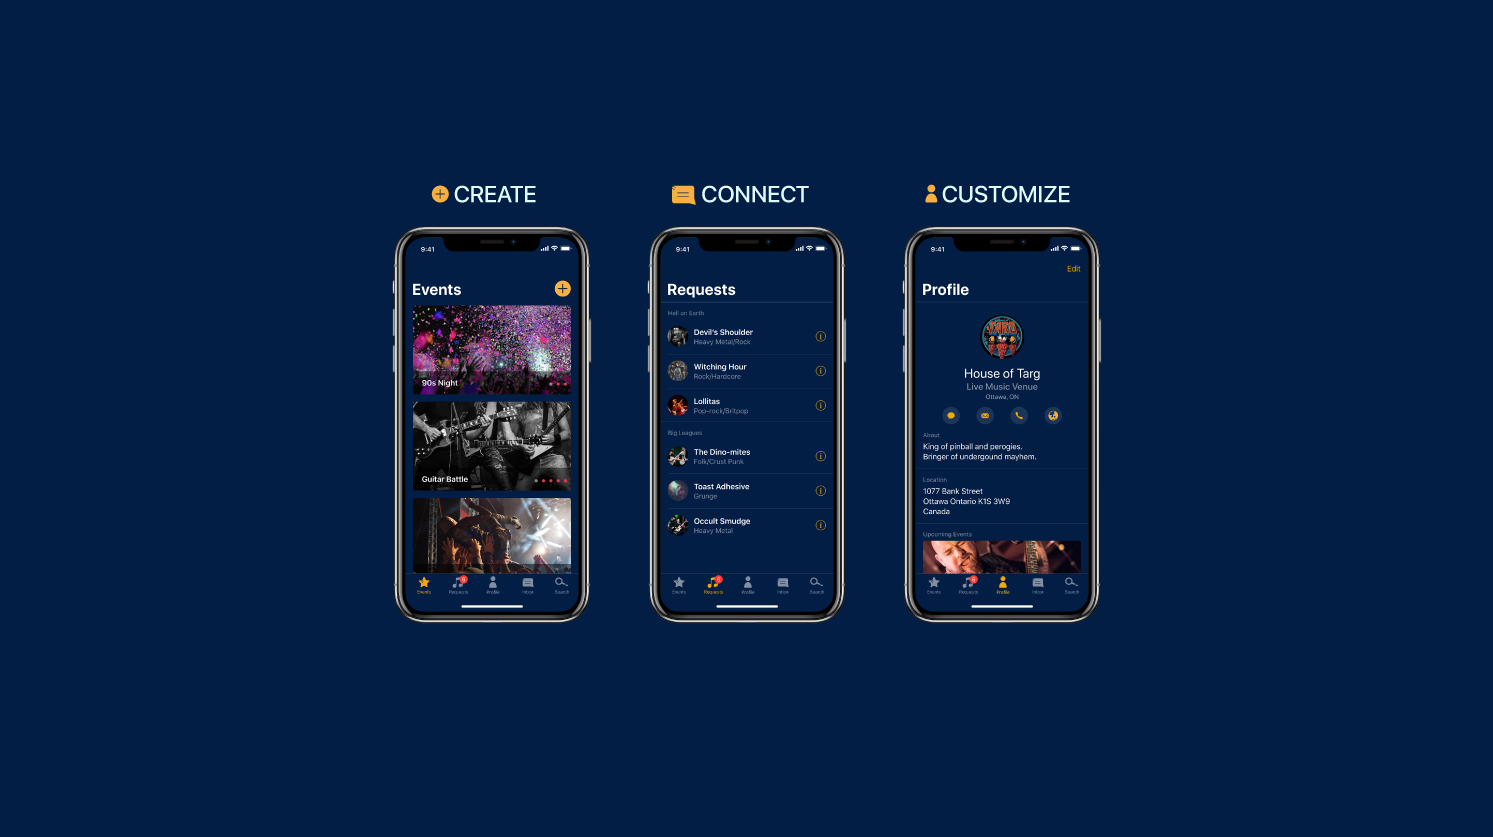 CREATE
CONNECT
CUSTOMIZE
9:41
Events
90s Night
Guitar Battle
Events
6
Requests
Profile
Inbox
Search
9:41
Requests
Hell on Earth
Devil's Shoulder
Heavy Metal/Rock
Witching Hour
Rock/Hardcore
Lollitas
Pop-rock/Britpop
Big Leagues
The Dino-mites
Folk/Crust Punk
Toast Adhesive
Grunge
Occult Smudge
Heavy Metal
Events
6
Requests
Profile
Inbox
Search
9:41
Edit
Profile
TARG
House of Targ
Live Music Venue
Ottawa, ON
About
King of pinball and perogies.
Bringer of undergound mayhem.
Location
1077 Bank Street
Ottawa Ontario K1S 3W9
Canada
Upcoming Events
Events
6
Requests
Profile
Inbox
Search